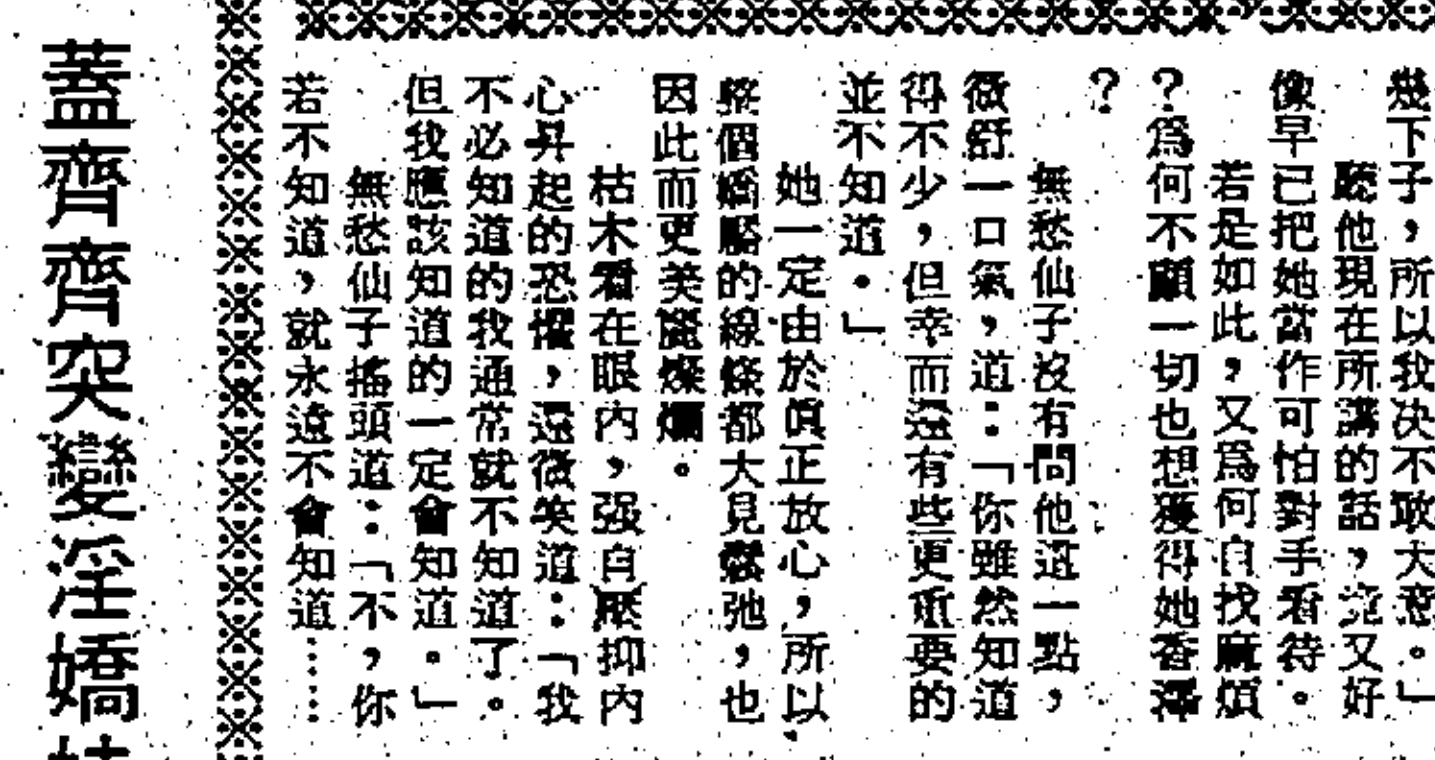 幾下子，所以我决不敢大意。」
聽他現在所講的話，竟又好
像早已把她當作可怕對手看待。
若是如此，又爲何自找麻煩
？爲何不顧一切也想獲得她香澤
？
無愁仙子沒有問他這一點，
微舒一口氣，道：「你雖然知道
得不少，但幸而還有些更重要的
並不知道。」
她一定由於眞正放心，所以
整個嬌軀的線條都大見鬆弛，也
因此而更美麗燦爛。
枯木看在眼內，强自壓抑內
心昇起的恐懼，還微笑道：「我
不必知道的我通常就不知道了。
但我應該知道的一定會知道。」
無愁仙子搖頭道：「不，你
若不知道，就永遠不會知道……
蓋齊齊突變淫嬌